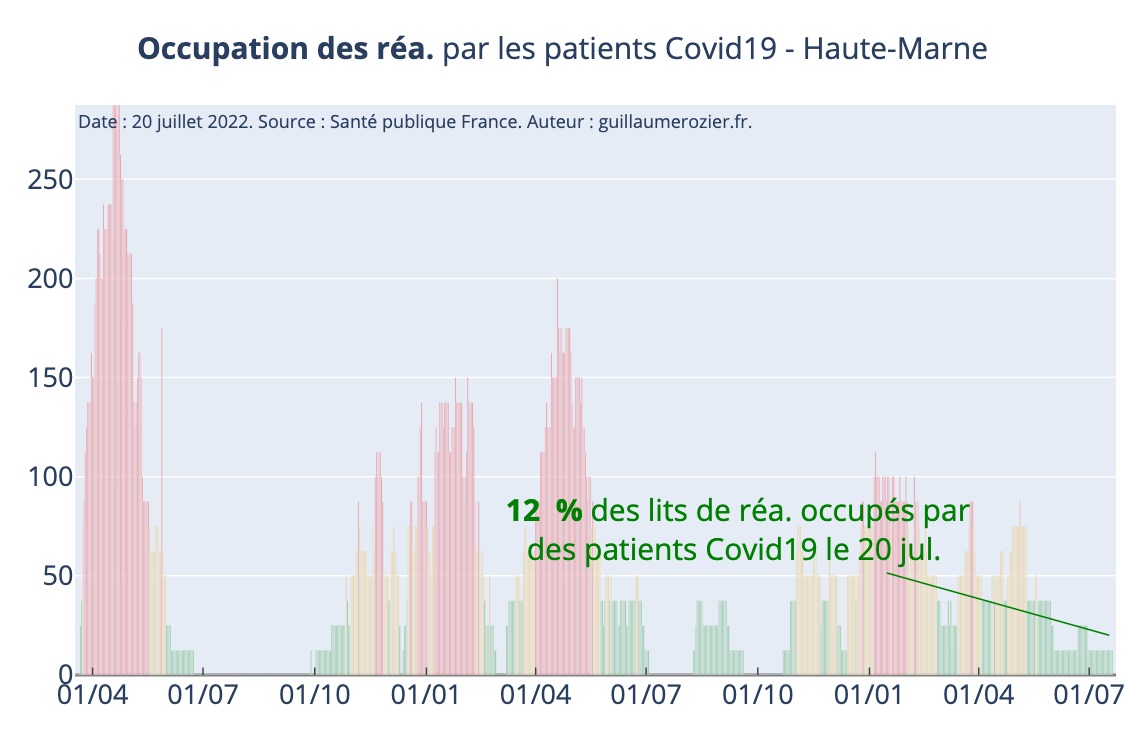 Occupation des réa. par les patients Covid19 - Haute-Marne
Date : 20 juillet 2022. Source : Santé publique France. Auteur : guillaumerozier.fr.
250
200
150
100
50
0
12 % des lits de réa. occupés par
des patients Covid19 le 20 jul.
01/04 01/07 01/10 01/01 01/04 01/07 01/10 01/01 01/04 01/07